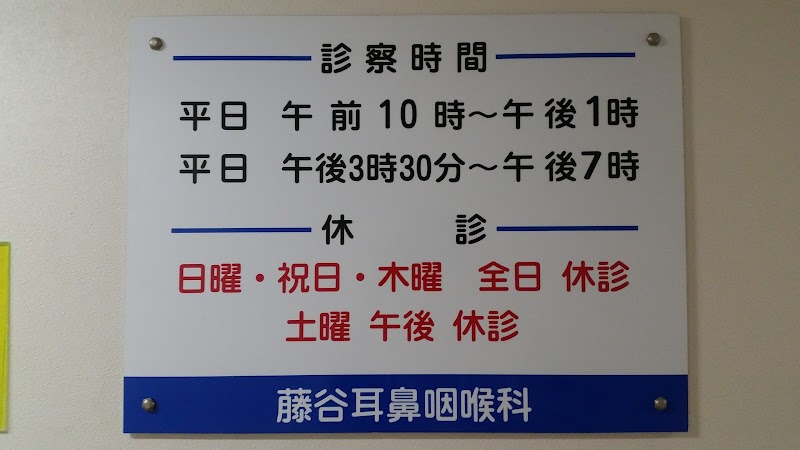 診察時間
平日 午前10時～午後1時
平日 午後3時30分～午後7時
休診
日曜・祝日・木曜 全日 休診
土曜 午後 休診
藤谷耳鼻咽喉科